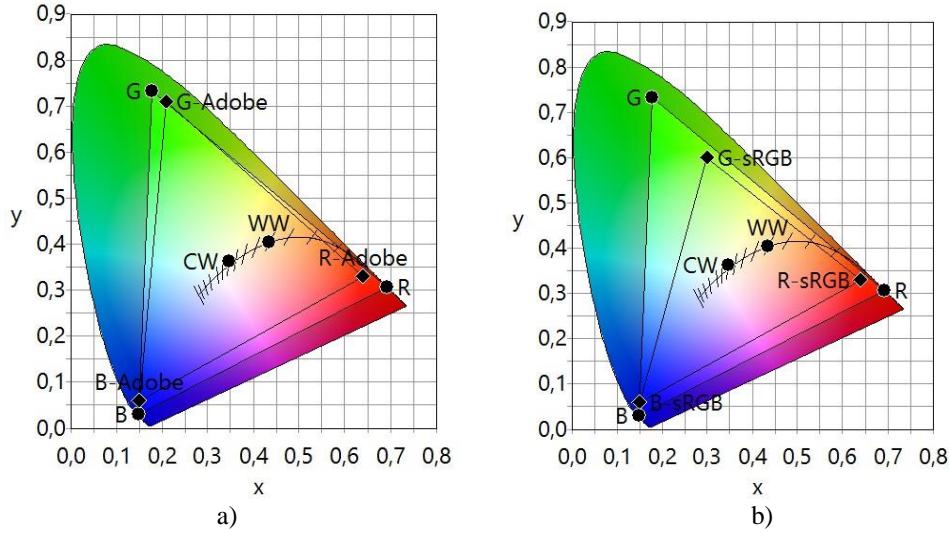 0,9
0,8
0,7
0,6
0,5
0,4
0,3
0,2
0,1
0,0
y
G
G-Adobe
WW
CW
R-Adobe
R
B-Adobe
B
0,0 0,1 0,2 0,3 0,4 0,5 0,6 0,7 0,8
x
a)
0,9
0,8
0,7
0,6
0,5
0,4
0,3
0,2
0,1
0,0
y
G
G-sRGB
WW
CW
R-sRGB
R
B-sRGB
B
0,0 0,1 0,2 0,3 0,4 0,5 0,6 0,7 0,8
x
b)